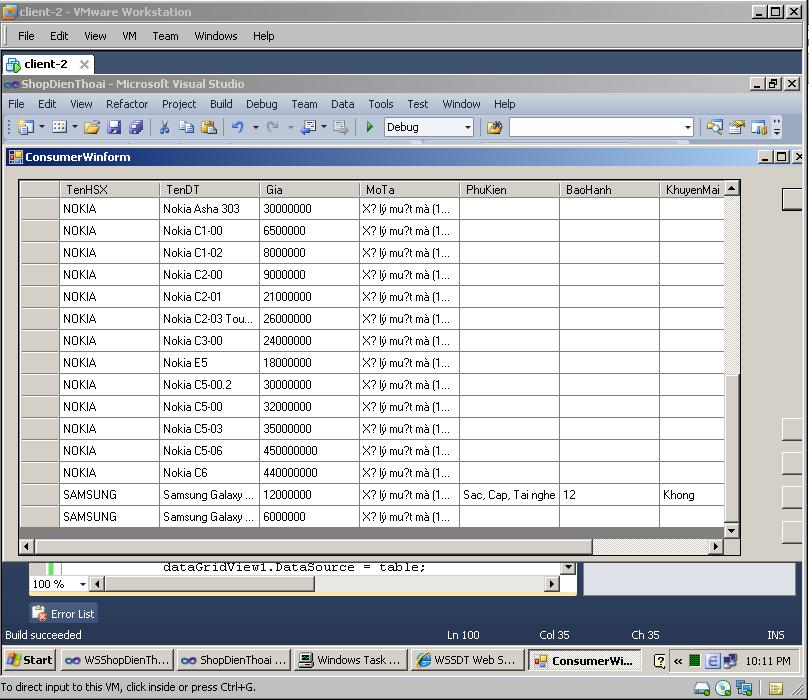 client-2 - VMware Workstation
File Edit View VM Team Windows Help
client-2
ShopDienThoai - Microsoft Visual Studio
File Edit View Refactor Project Build Debug Team Data Tools Test Window Help
Debug
ConsumerWinform
TenHSX TenDT Gia MoTa PhuKien BaoHanh KhuyenMai
NOKIA Nokia Asha 303 30000000 X? lý mu?t mà (1...
NOKIA Nokia C1-00 6500000 X? lý mu?t mà (1...
NOKIA Nokia C1-02 8000000 X? lý mu?t mà (1...
NOKIA Nokia C2-00 9000000 X? lý mu?t mà (1...
NOKIA Nokia C2-01 21000000 X? lý mu?t mà (1...
NOKIA Nokia C2-03 Tou... 26000000 X? lý mu?t mà (1...
NOKIA Nokia C3-00 24000000 X? lý mu?t mà (1...
NOKIA Nokia E5 18000000 X? lý mu?t mà (1...
NOKIA Nokia C5-00.2 30000000 X? lý mu?t mà (1...
NOKIA Nokia C5-00 32000000 X? lý mu?t mà (1...
NOKIA Nokia C5-03 35000000 X? lý mu?t mà (1...
NOKIA Nokia C5-06 450000000 X? lý mu?t mà (1...
NOKIA Nokia C6 440000000 X? lý mu?t mà (1...
SAMSUNG Samsung Galaxy ... 12000000 X? lý mu?t mà (1... Sac, Cap, Tai nghe 12 Khong
SAMSUNG Samsung Galaxy ... 6000000 X? lý mu?t mà (1...
dataGridView1.DataSource = table;
100 %
Error List
Build succeeded Ln 100 Col 35 Ch 35 INS
Start WSShopDienTh... ShopDienThoai ... Windows Task ... WSSDT Web S... ConsumerWi... « 10:11 PM
To direct input to this VM, click inside or press Ctrl+G.